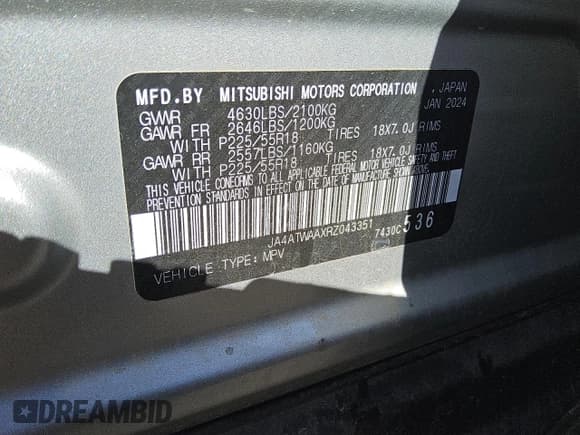 MFD.BY MITSUBISHI MOTORS CORPORATION , JAPAN
GVWR 4630LBS/2100KG JAN 2024
GAWR FR 2646LBS/1200KG
WITH P225/55R18 TIRES 18X7.0J RIMS
GAWR RR 2557LBS/1160KG
WITH P225/55R18 TIRES 18X7.0J RIMS
THIS VEHICLE CONFORMS TO ALL APPLICABLE FEDERAL MOTOR VEHICLE SAFETY AND THEFT
PREVENTION STANDARDS IN EFFECT ON THE DATE OF MANUFACTURE SHOWN ABOVE.
JA4ATWAAXRZ043351 7430C 536
VEHICLE TYPE: MPV
DREAMBID